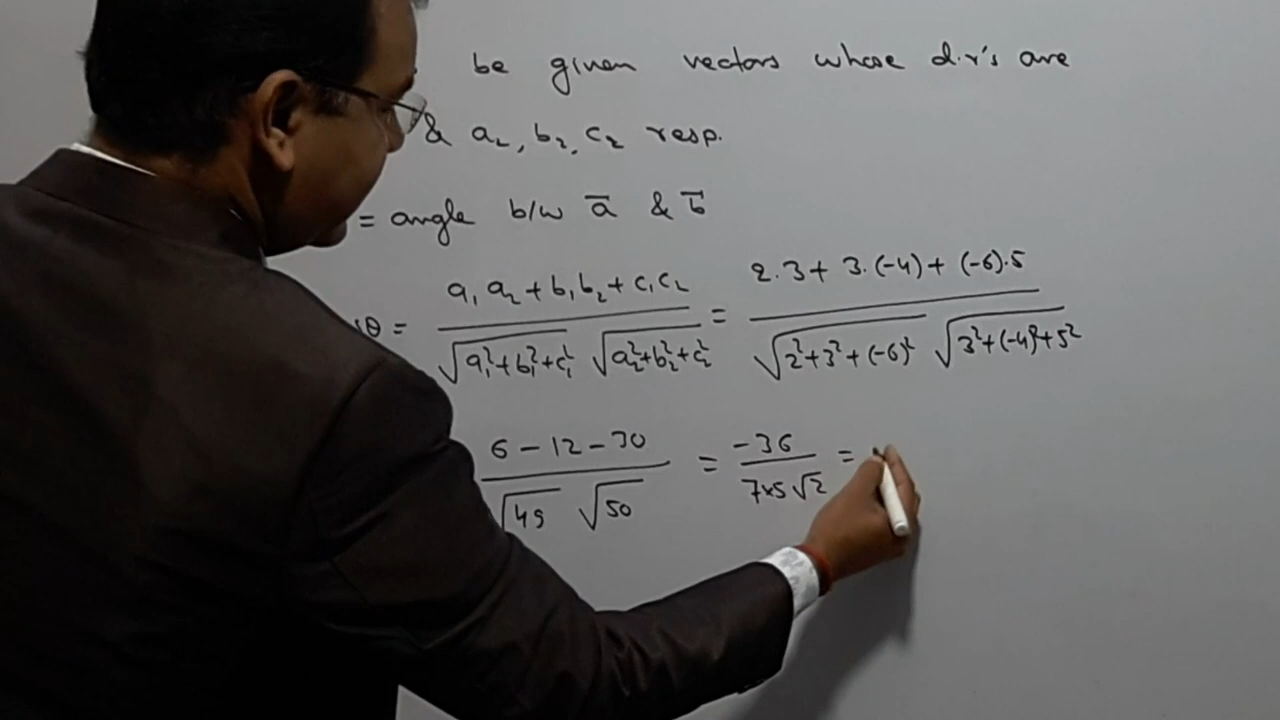 be given vectors whose d.r's are
& a₂, b₂, c₂ resp.
= angle b/w a̅ & b̅
sθ = a₁a₂ + b₁b₂ + c₁c₂ / √a₁²+b₁²+c₁² √a₂²+b₂²+c₂² = 2.3 + 3.(-4) + (-6).5 / √2²+3²+(-6)² √3²+(-4)²+5²
6 - 12 - 30 / √49 √50 = -36 / 7×5√2 =